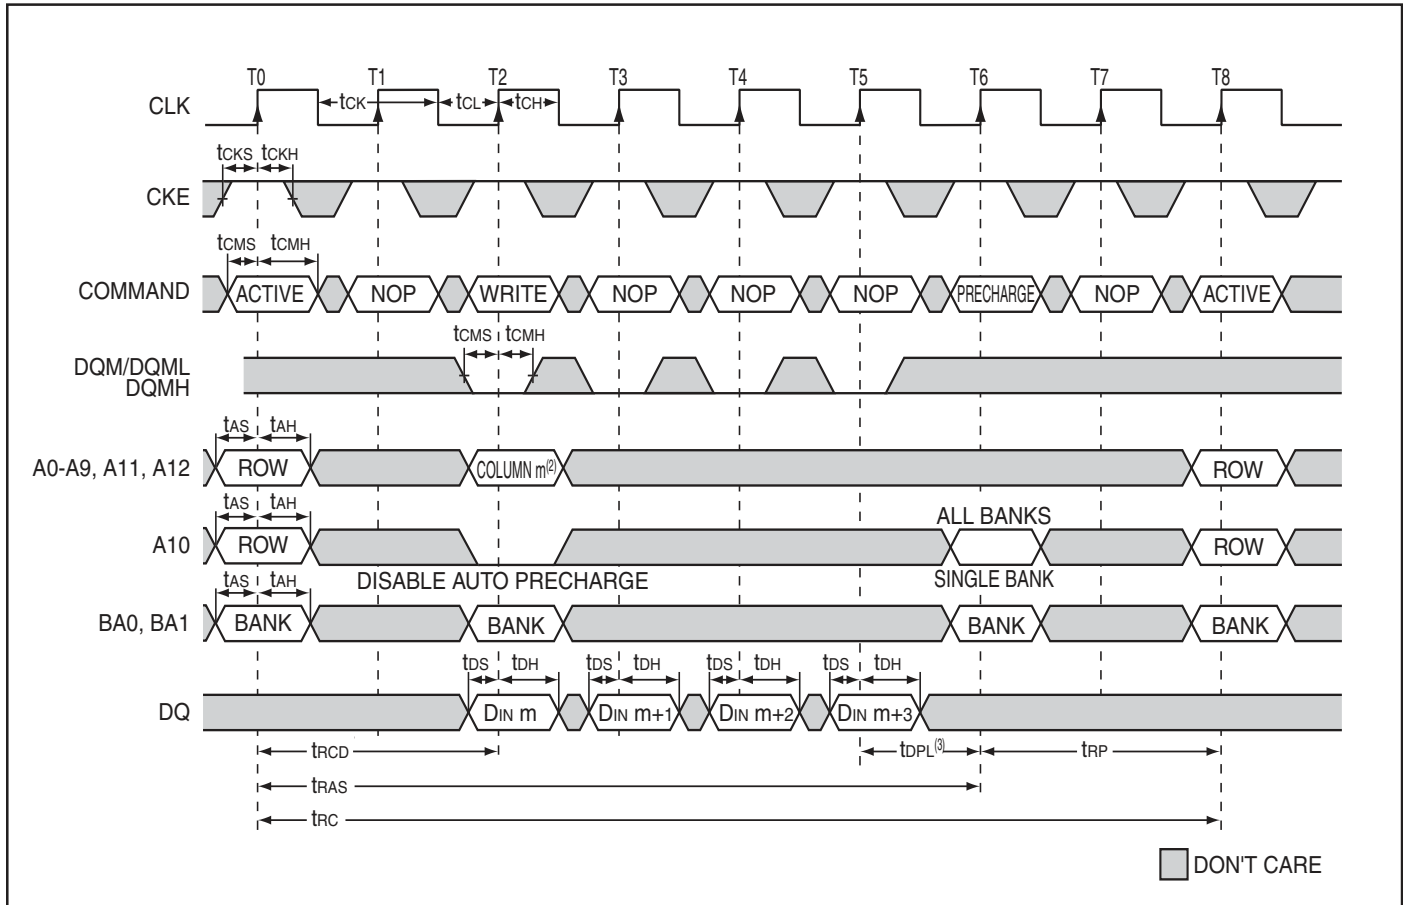 T0 T1 T2 T3 T4 T5 T6 T7 T8
CLK tCK tCL tCH
tCKS tCKH
CKE
tCMS tCMH
COMMAND ACTIVE NOP WRITE NOP NOP NOP PRECHARGE NOP ACTIVE
tCMS tCMH
DQM/DQML
DQMH
tAS tAH
A0-A9, A11, A12 ROW COLUMN m(2) ROW
tAS tAH ALL BANKS
A10 ROW ROW
DISABLE AUTO PRECHARGE SINGLE BANK
tAS tAH
BA0, BA1 BANK BANK BANK BANK
tDS tDH tDS tDH tDS tDH tDS tDH
DQ DIN m DIN m+1 DIN m+2 DIN m+3
tRCD tDPL(3) tRP
tRAS
tRC
DON'T CARE